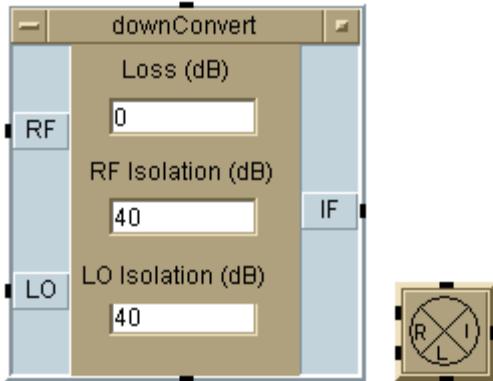 downConvert
Loss (dB)
0
RF
RF Isolation (dB)
40
IF
LO
LO Isolation (dB)
40
R I
L